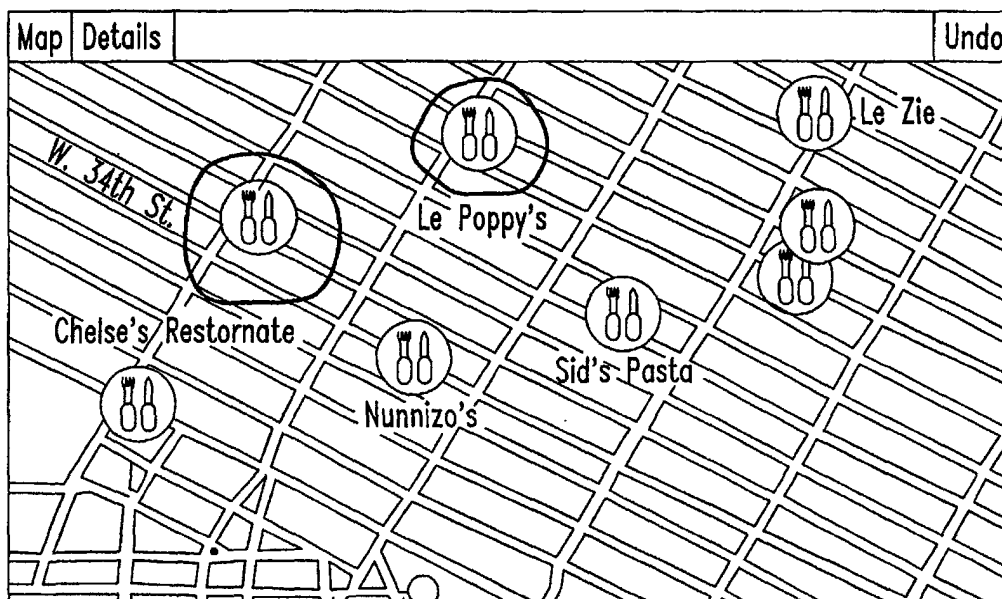 Map Details Undo
Le Zie
W. 34th St.
Le Poppy's
Chelse's Restornate
Sid's Pasta
Nunnizo's